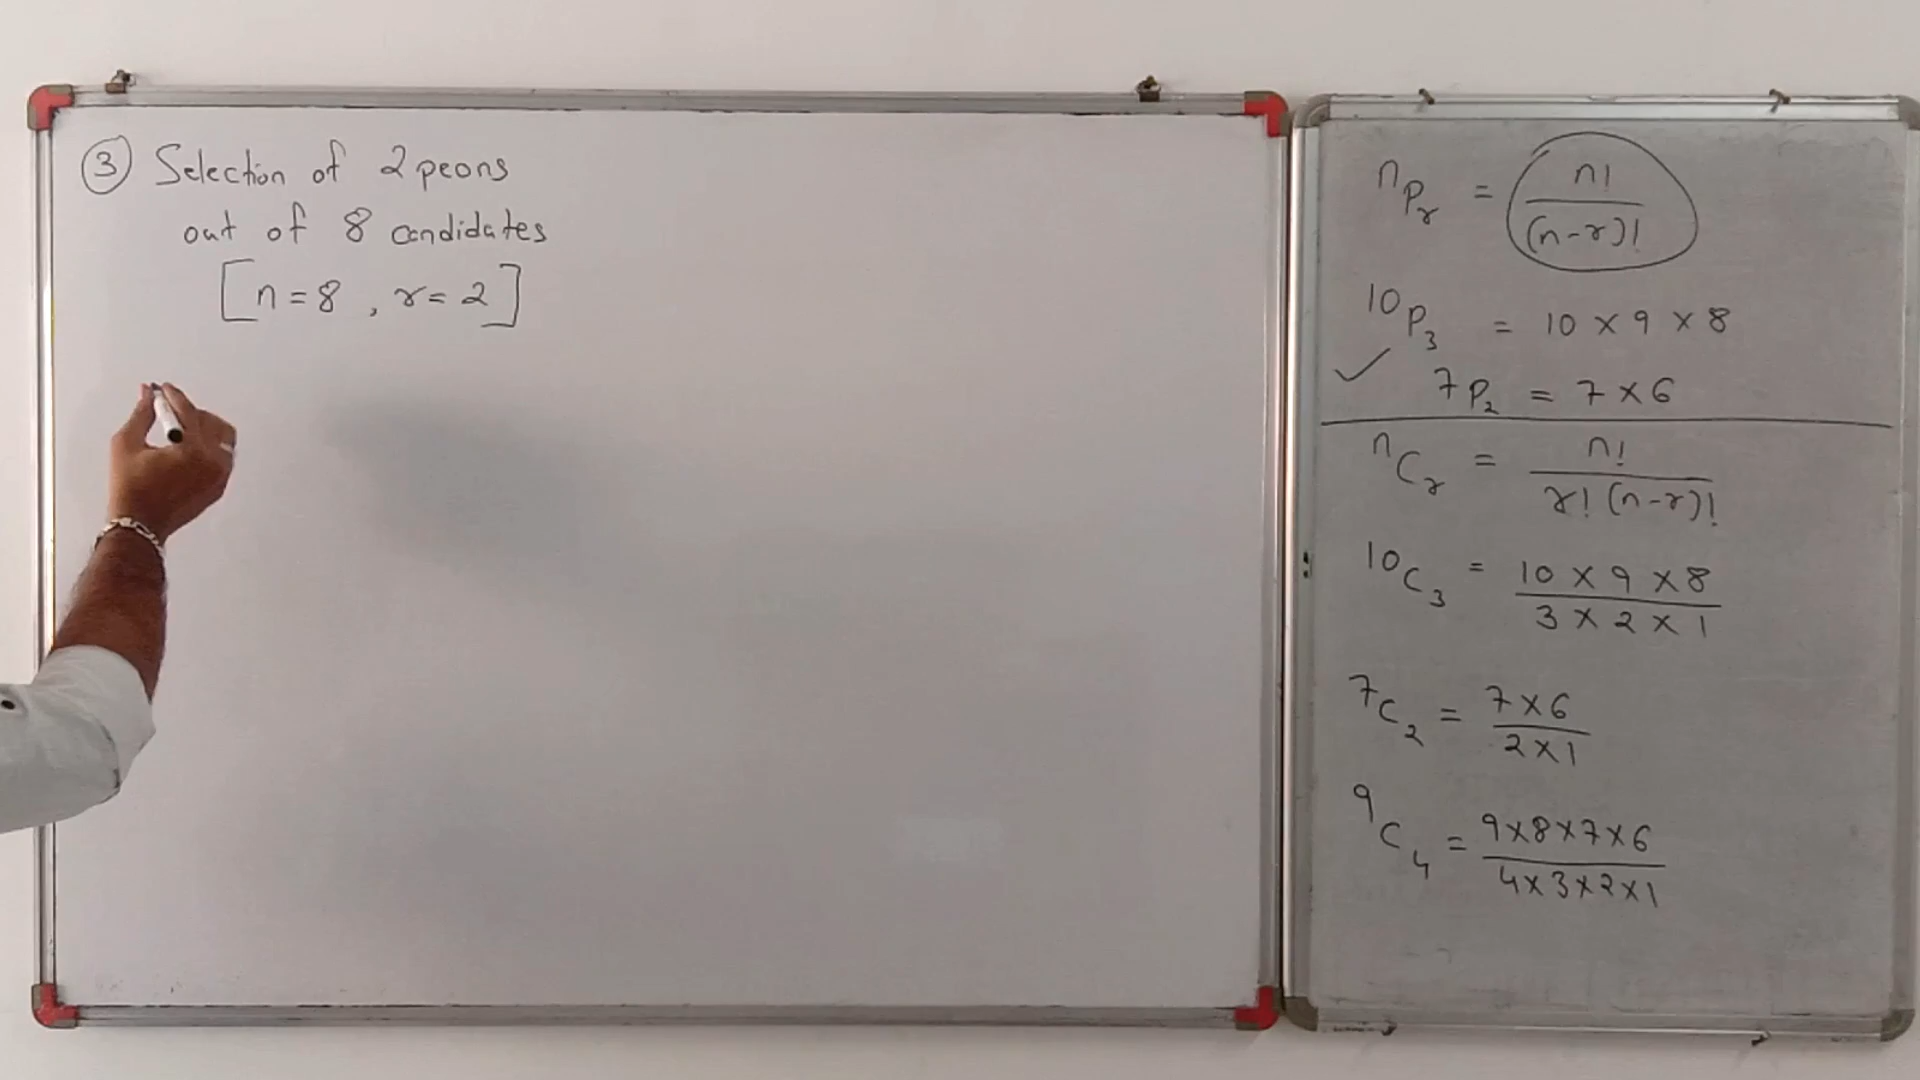 ③ Selection of 2 peons
out of 8 candidates
[n = 8 , r = 2]
ⁿPᵣ = n! / (n-r)!
¹⁰P₃ = 10 × 9 × 8
✓ ⁷P₂ = 7 × 6
ⁿCᵣ = n! / r! (n-r)!
¹⁰C₃ = 10 × 9 × 8 / 3 × 2 × 1
⁷C₂ = 7 × 6 / 2 × 1
⁹C₄ = 9 × 8 × 7 × 6 / 4 × 3 × 2 × 1